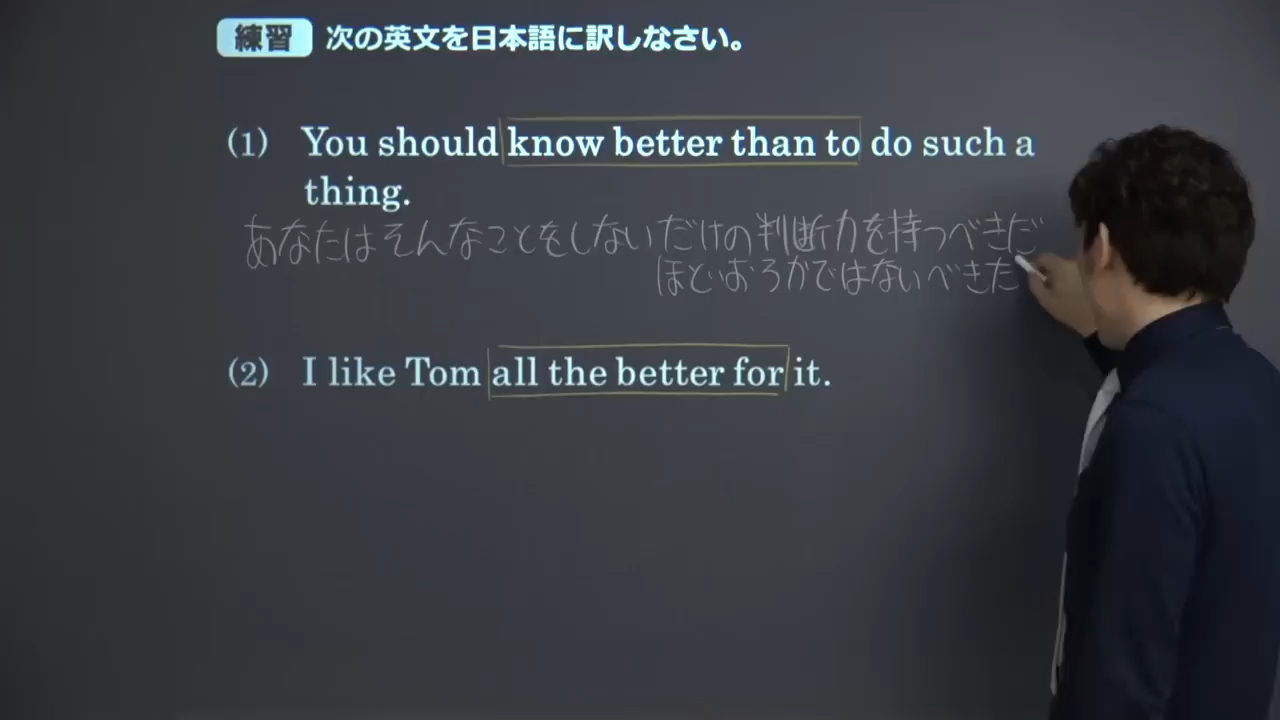 練習 次の英文を日本語に訳しなさい。
(1) You should know better than to do such a
thing.
あなたはそんなことをしないだけの判断力を持つべきだ
ほどおろかではないべきだ
(2) I like Tom all the better for it.